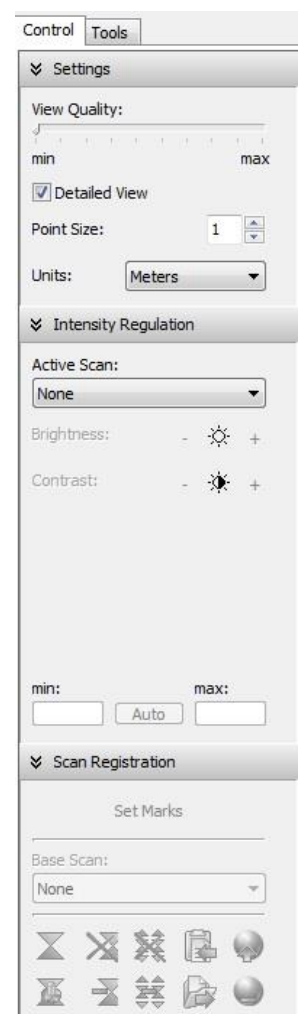 Control Tools
Settings
View Quality:
min max
Detailed View
Point Size: 1
Units: Meters
Intensity Regulation
Active Scan:
None
Brightness: - +
Contrast: - +
min: max:
Auto
Scan Registration
Set Marks
Base Scan:
None